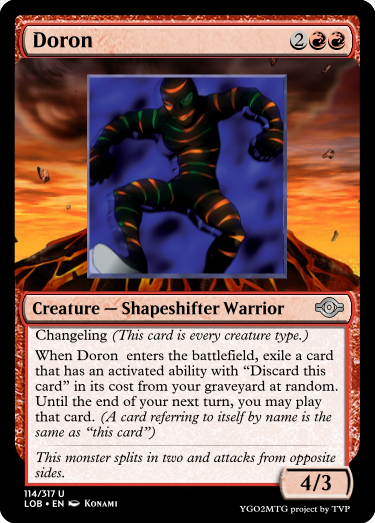 Doron 2
Creature — Shapeshifter Warrior
Changeling (This card is every creature type.)
When Doron  enters the battlefield, exile a card
that has an activated ability with “Discard this
card” in its cost from your graveyard at random.
Until the end of your next turn, you may play
that card. (A card referring to itself by name is the
same as “this card”)
This monster splits in two and attacks from opposite
sides.
4/3
114/317 U
LOB • EN Konami
YGO2MTG project by TVP